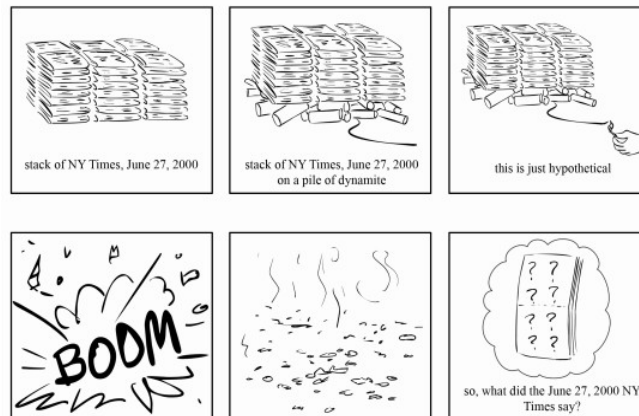 stack of NY Times, June 27, 2000
stack of NY Times, June 27, 2000
on a pile of dynamite
this is just hypothetical
BOOM
? ?
? ?
? ?
? ?
so, what did the June 27, 2000 NY
Times say?